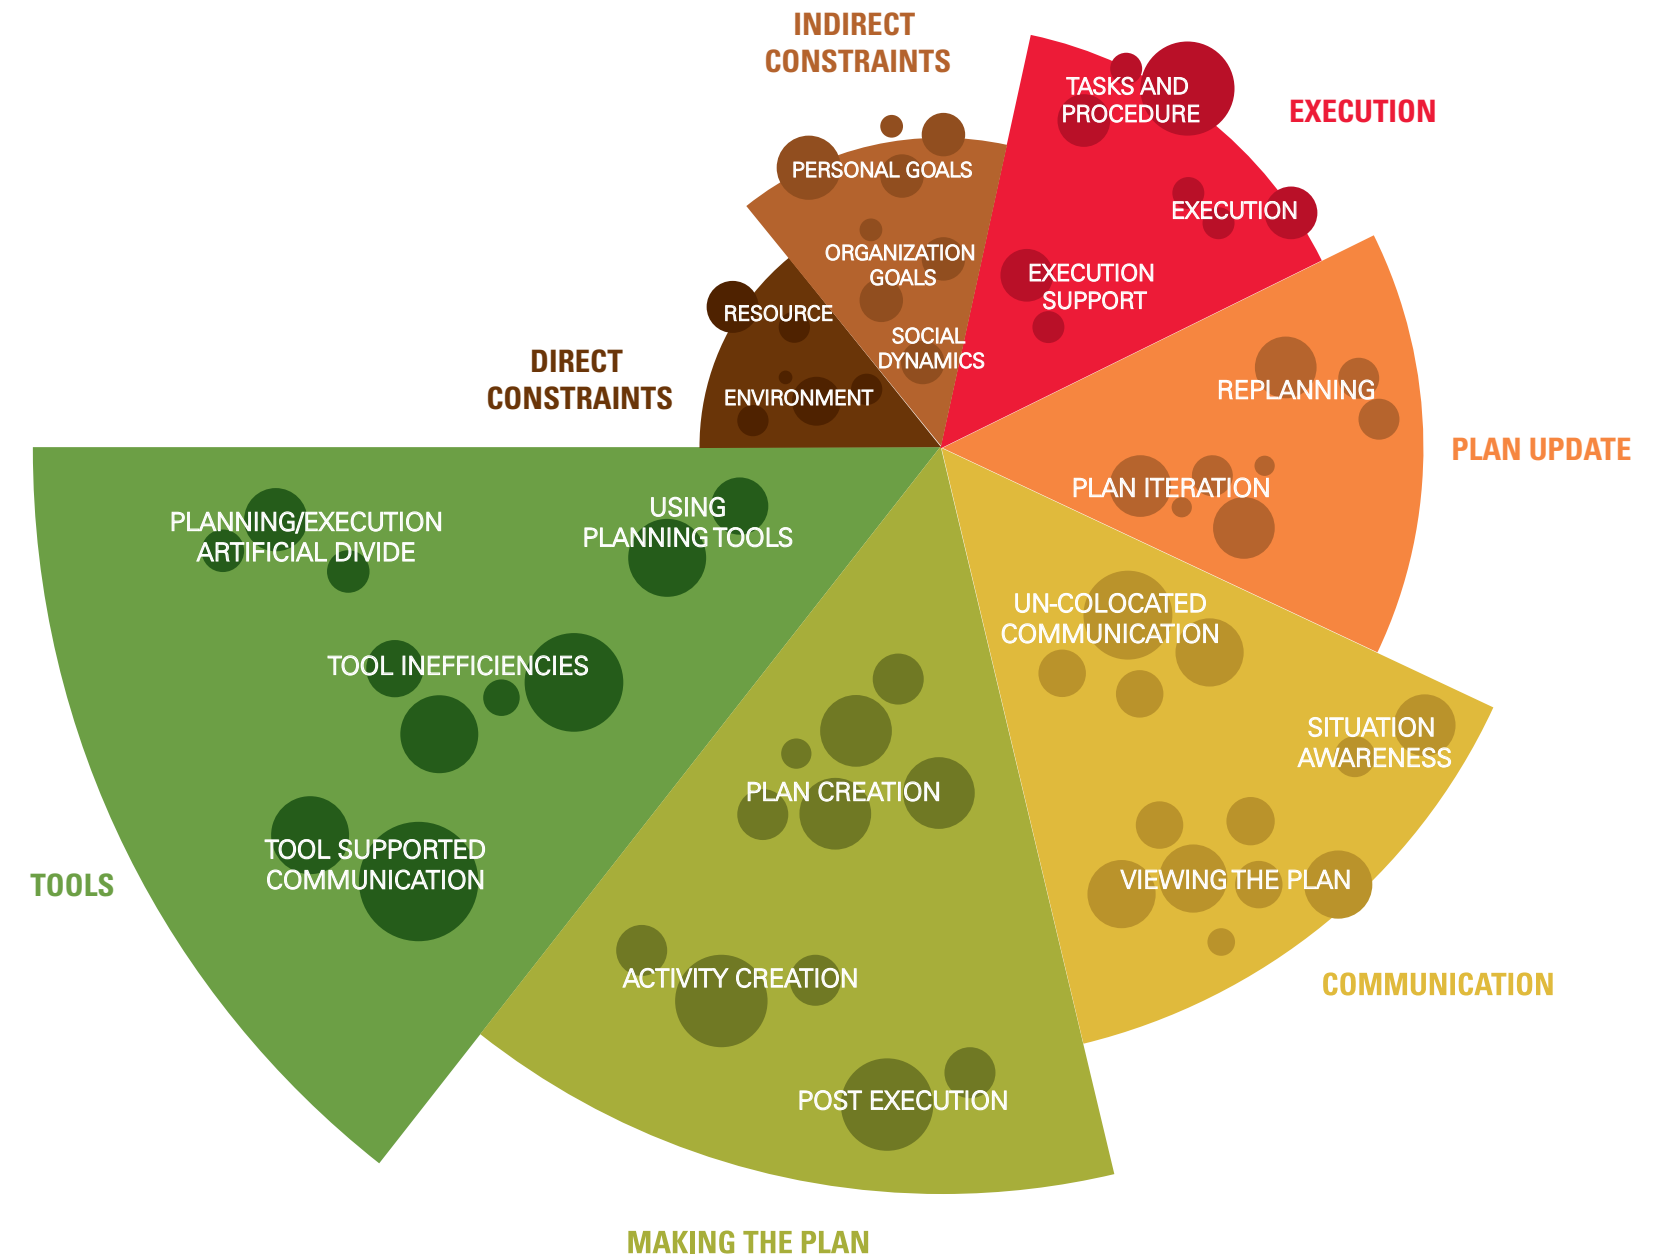 INDIRECT
CONSTRAINTS
PERSONAL GOALS
ORGANIZATION
GOALS
SOCIAL
DYNAMICS
EXECUTION
TASKS AND
PROCEDURE
EXECUTION
EXECUTION
SUPPORT
DIRECT
CONSTRAINTS
RESOURCE
ENVIRONMENT
PLAN UPDATE
REPLANNING
PLAN ITERATION
TOOLS
PLANNING/EXECUTION
ARTIFICIAL DIVIDE
USING
PLANNING TOOLS
TOOL INEFFICIENCIES
TOOL SUPPORTED
COMMUNICATION
COMMUNICATION
UN-COLOCATED
COMMUNICATION
SITUATION
AWARENESS
VIEWING THE PLAN
PLAN CREATION
ACTIVITY CREATION
POST EXECUTION
MAKING THE PLAN